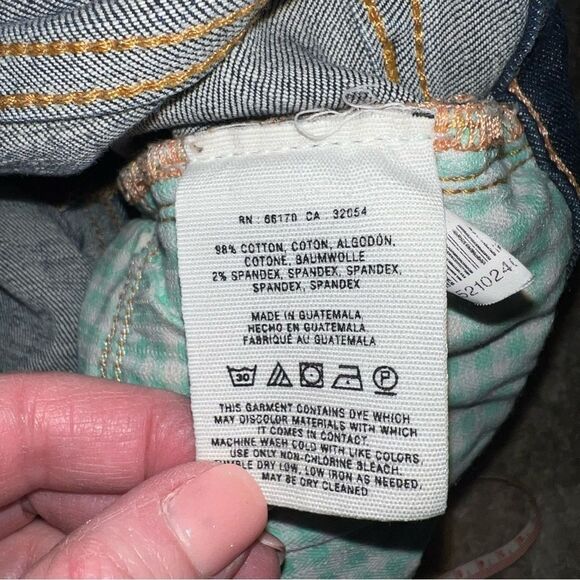 RN : 66170 CA : 32054
98% COTTON, COTON, ALGODÓN,
COTONE, BAUMWOLLE
2% SPANDEX, SPANDEX, SPANDEX,
SPANDEX, SPANDEX
MADE IN GUATEMALA
HECHO EN GUATEMALA
FABRIQUÉ AU GUATEMALA
30 P
THIS GARMENT CONTAINS DYE WHICH
MAY DISCOLOR MATERIALS WITH WHICH
IT COMES IN CONTACT
MACHINE WASH COLD WITH LIKE COLORS,
USE ONLY NON-CHLORINE BLEACH.
TUMBLE DRY LOW, LOW IRON AS NEEDED,
MAY BE DRY CLEANED